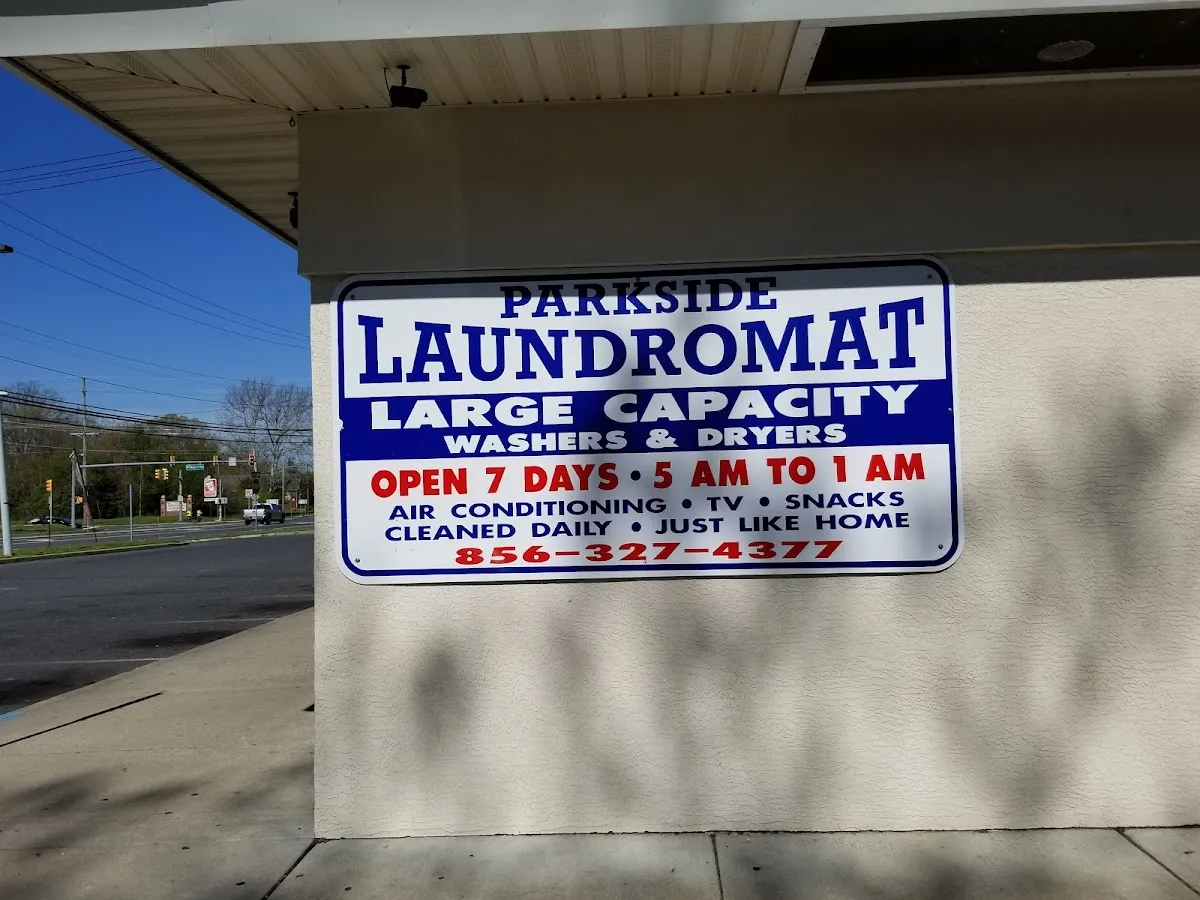 PARKSIDE
LAUNDROMAT
LARGE CAPACITY
WASHERS & DRYERS
OPEN 7 DAYS • 5 AM TO 1 AM
AIR CONDITIONING • TV • SNACKS
CLEANED DAILY • JUST LIKE HOME
856-327-4377